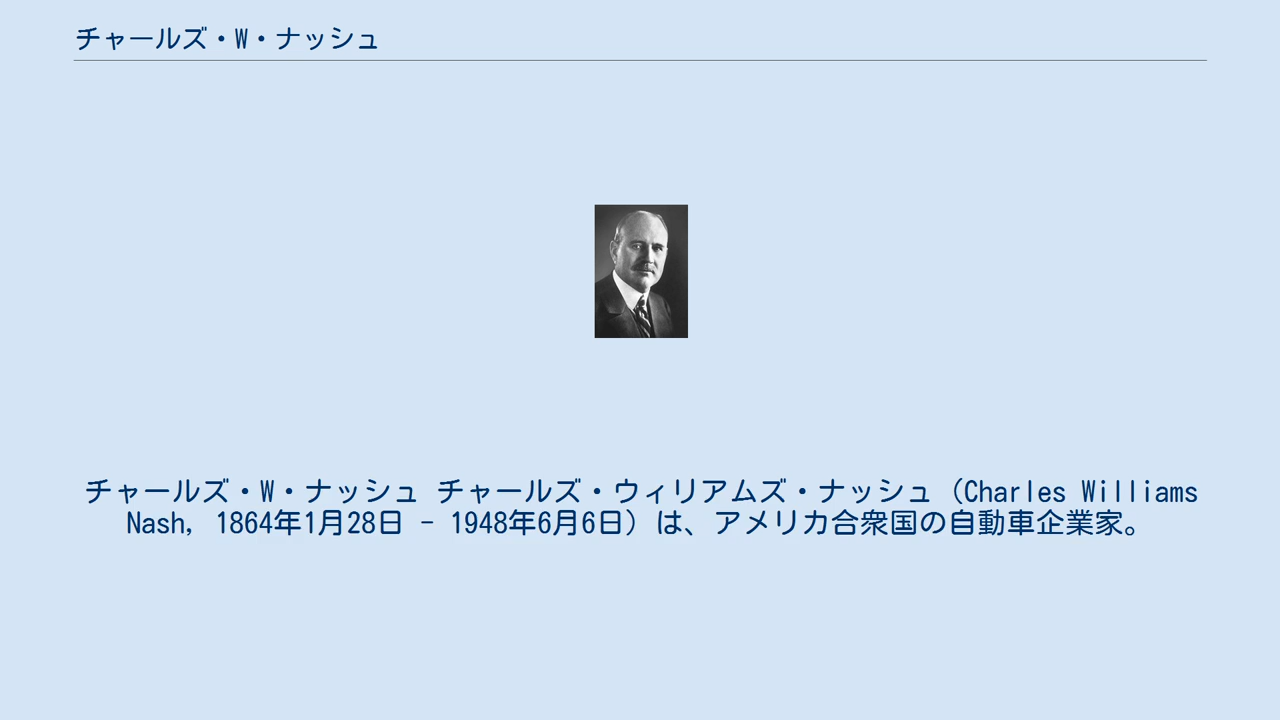 チャールズ・W・ナッシュ
チャールズ・W・ナッシュ チャールズ・ウィリアムズ・ナッシュ（Charles Williams
Nash, 1864年1月28日 - 1948年6月6日）は、アメリカ合衆国の自動車企業家。